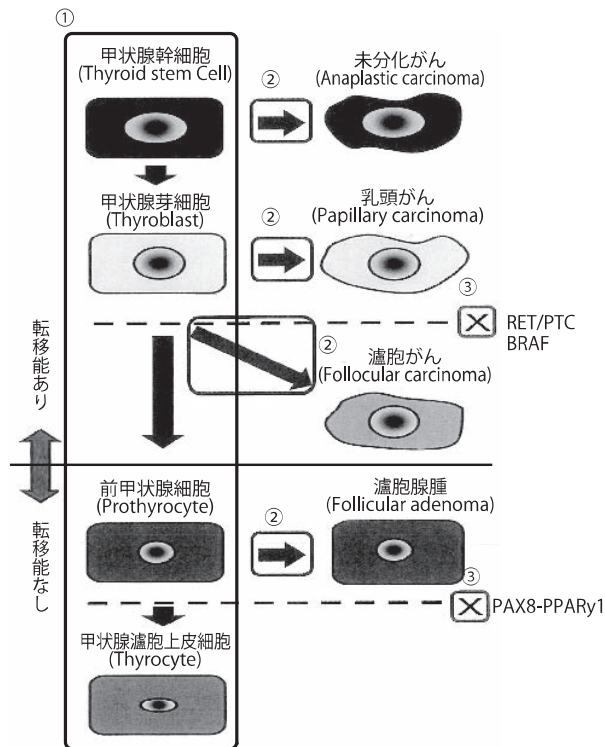 ①
甲状腺幹細胞
(Thyroid stem Cell)
②
未分化がん
(Anaplastic carcinoma)
甲状腺芽細胞
(Thyroblast)
②
乳頭がん
(Papillary carcinoma)
③
RET/PTC
BRAF
転移能あり
②
濾胞がん
(Follocular carcinoma)
前甲状腺細胞
(Prothyrocyte)
②
濾胞腺腫
(Follicular adenoma)
転移能なし
③
PAX8-PPARy1
甲状腺濾胞上皮細胞
(Thyrocyte)